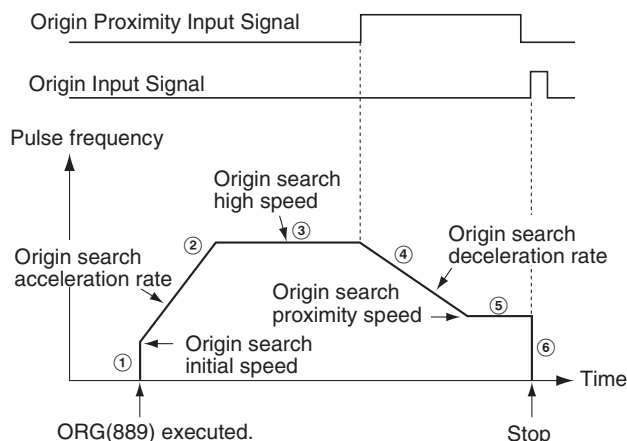 Origin Proximity Input Signal
Origin Input Signal
Pulse frequency
Origin search
high speed
②
③
④
Origin search
acceleration rate
Origin search
deceleration rate
Origin search
proximity speed
⑤
①
Origin search
initial speed
⑥
Time
ORG(889) executed.
Stop